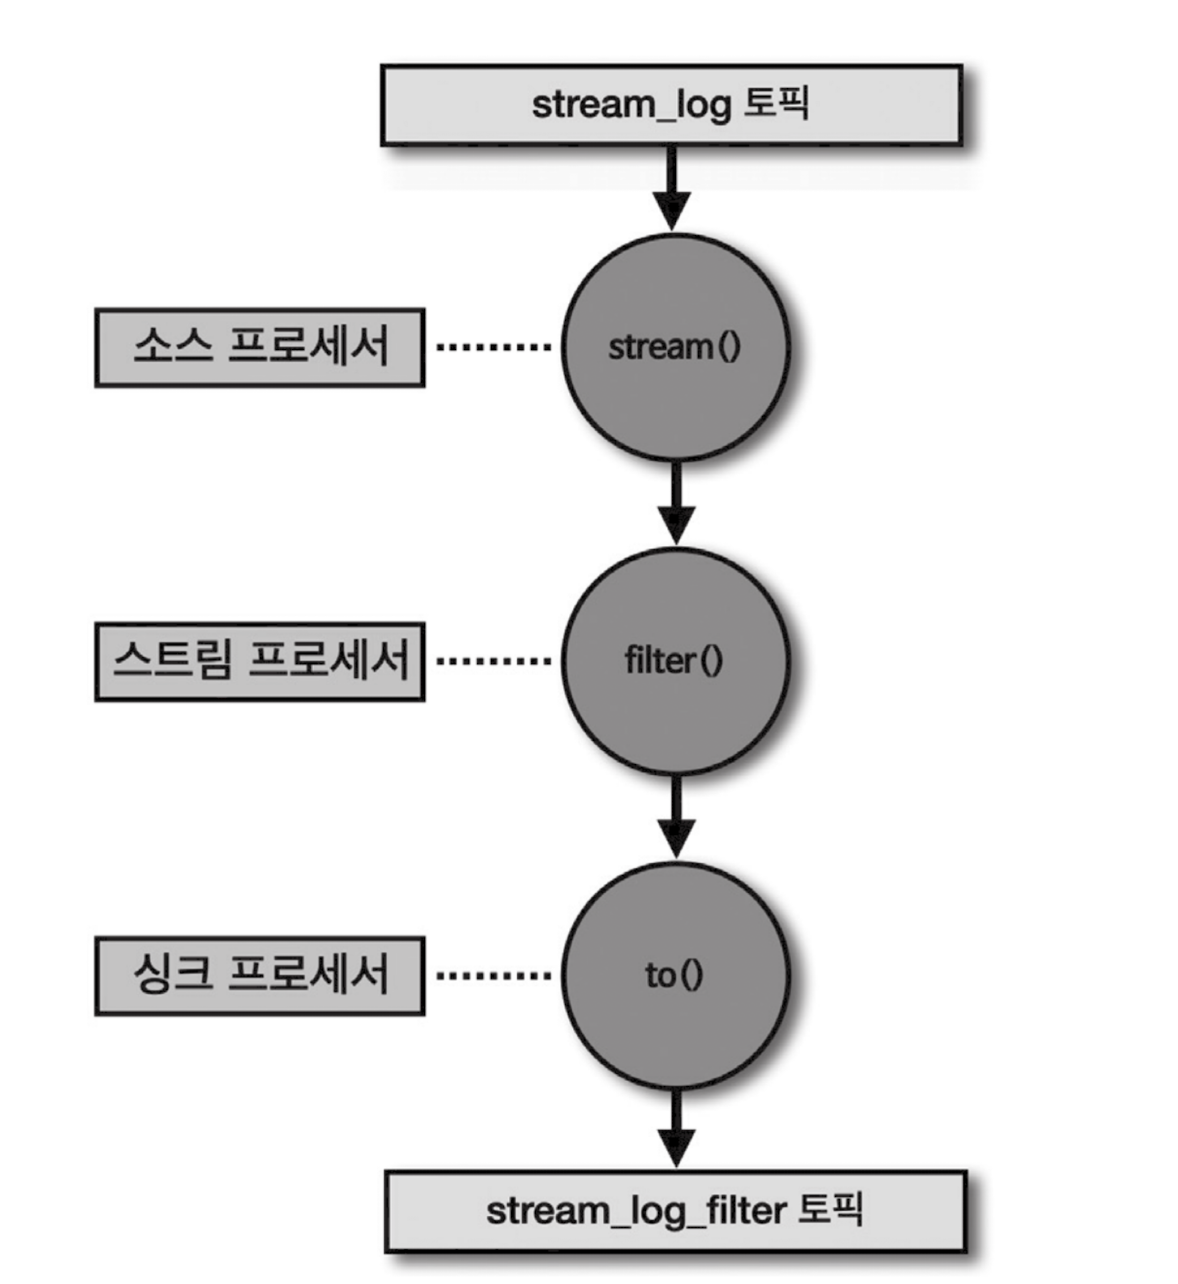 stream_log 토픽
소스 프로세서
stream()
스트림 프로세서
filter()
싱크 프로세서
to()
stream_log_filter 토픽